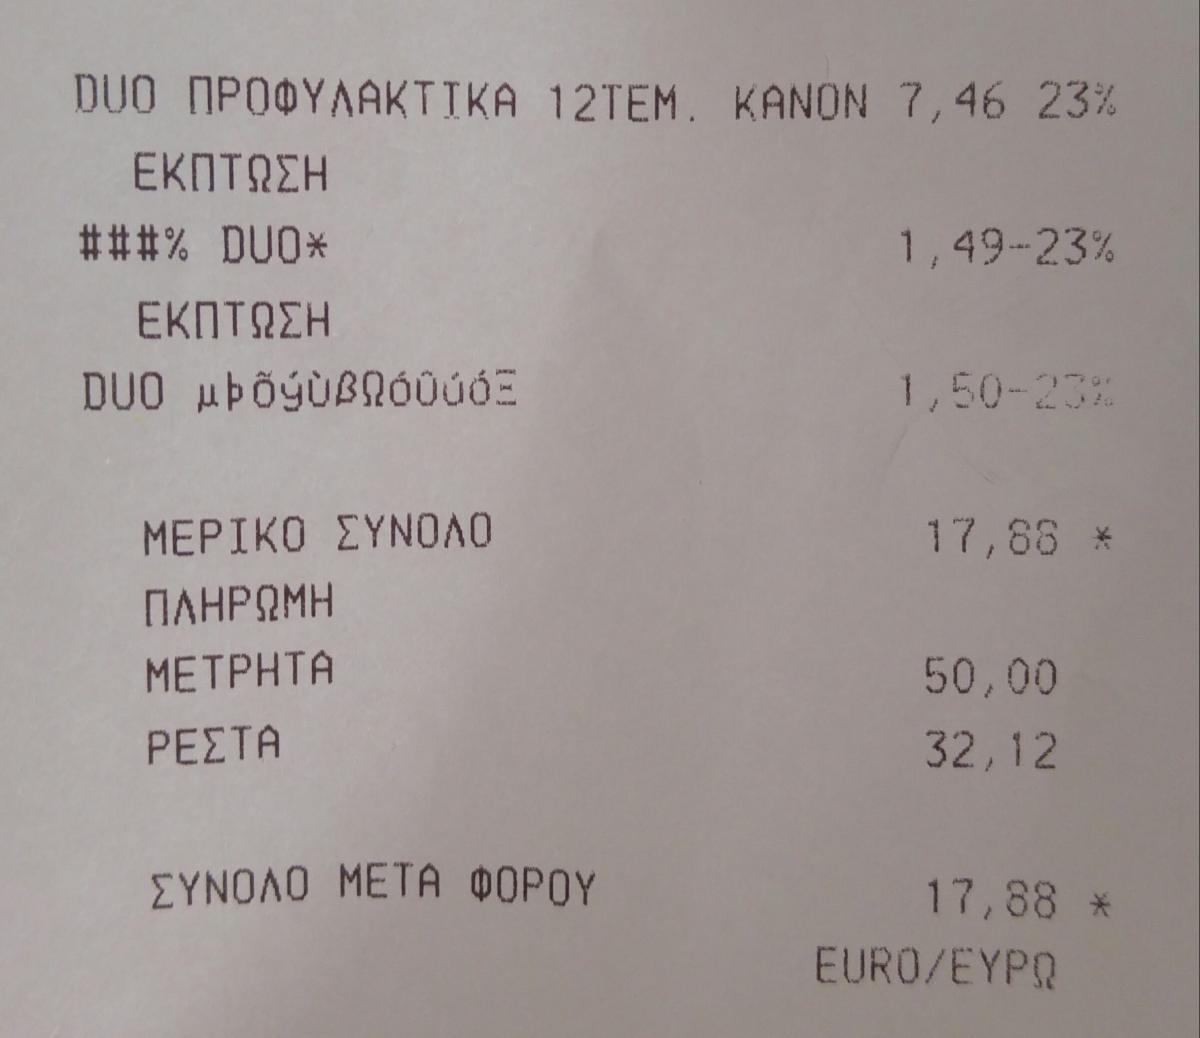 DUO ΠΡΟΦΥΛΑΚΤΙΚΑ 12ΤΕΜ. ΚΑΝΟΝ 7,46 23%
ΕΚΠΤΩΣΗ
###% DUO* 1,49-23%
ΕΚΠΤΩΣΗ
DUO µÞõýùßΩóûúóΞ 1,50-23%
ΜΕΡΙΚΟ ΣΥΝΟΛΟ 17,88 *
ΠΛΗΡΩΜΗ
ΜΕΤΡΗΤΑ 50,00
ΡΕΣΤΑ 32,12
ΣΥΝΟΛΟ ΜΕΤΑ ΦΟΡΟΥ 17,88 *
EURO/ΕΥΡΩ